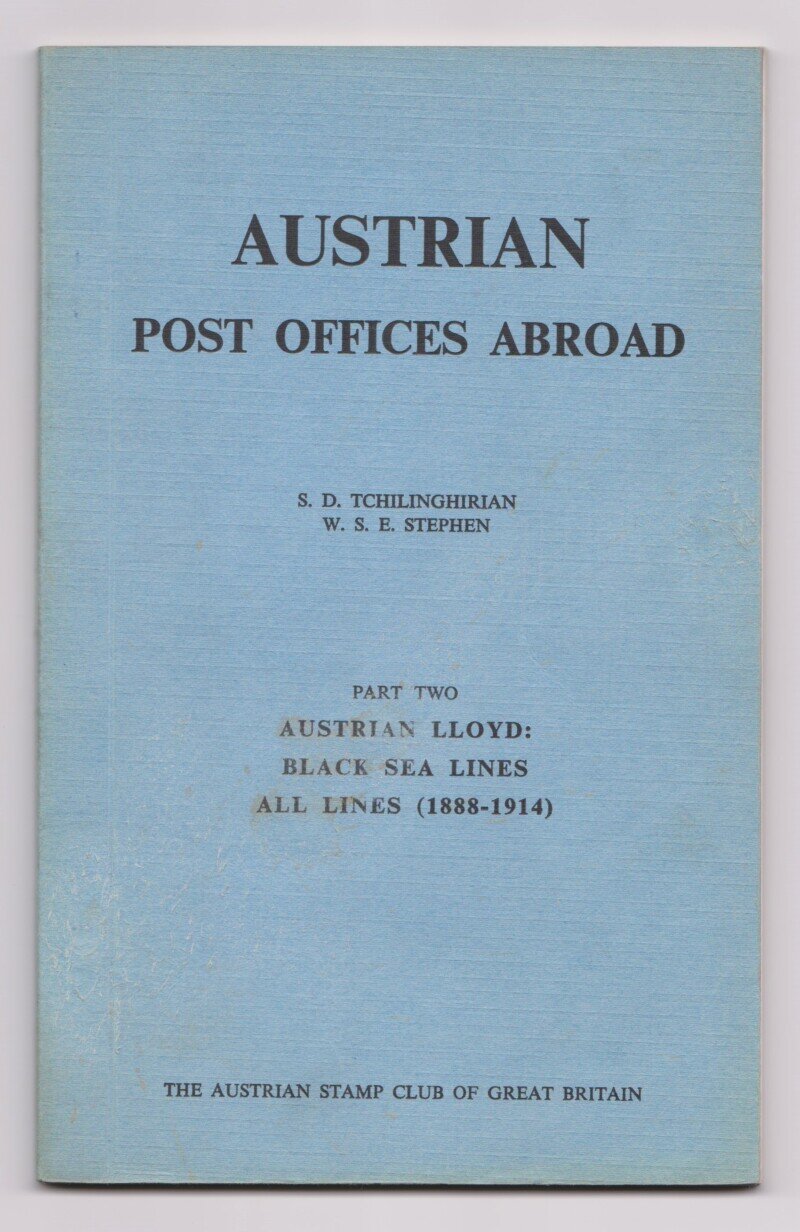 AUSTRIAN
POST OFFICES ABROAD
S. D. TCHILINGHIRIAN
W. S. E. STEPHEN
PART TWO
AUSTRIAN LLOYD:
BLACK SEA LINES
ALL LINES (1888-1914)
THE AUSTRIAN STAMP CLUB OF GREAT BRITAIN